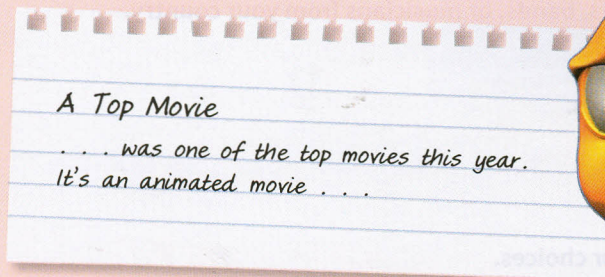 A Top Movie
. . . was one of the top movies this year.
It's an animated movie . . .